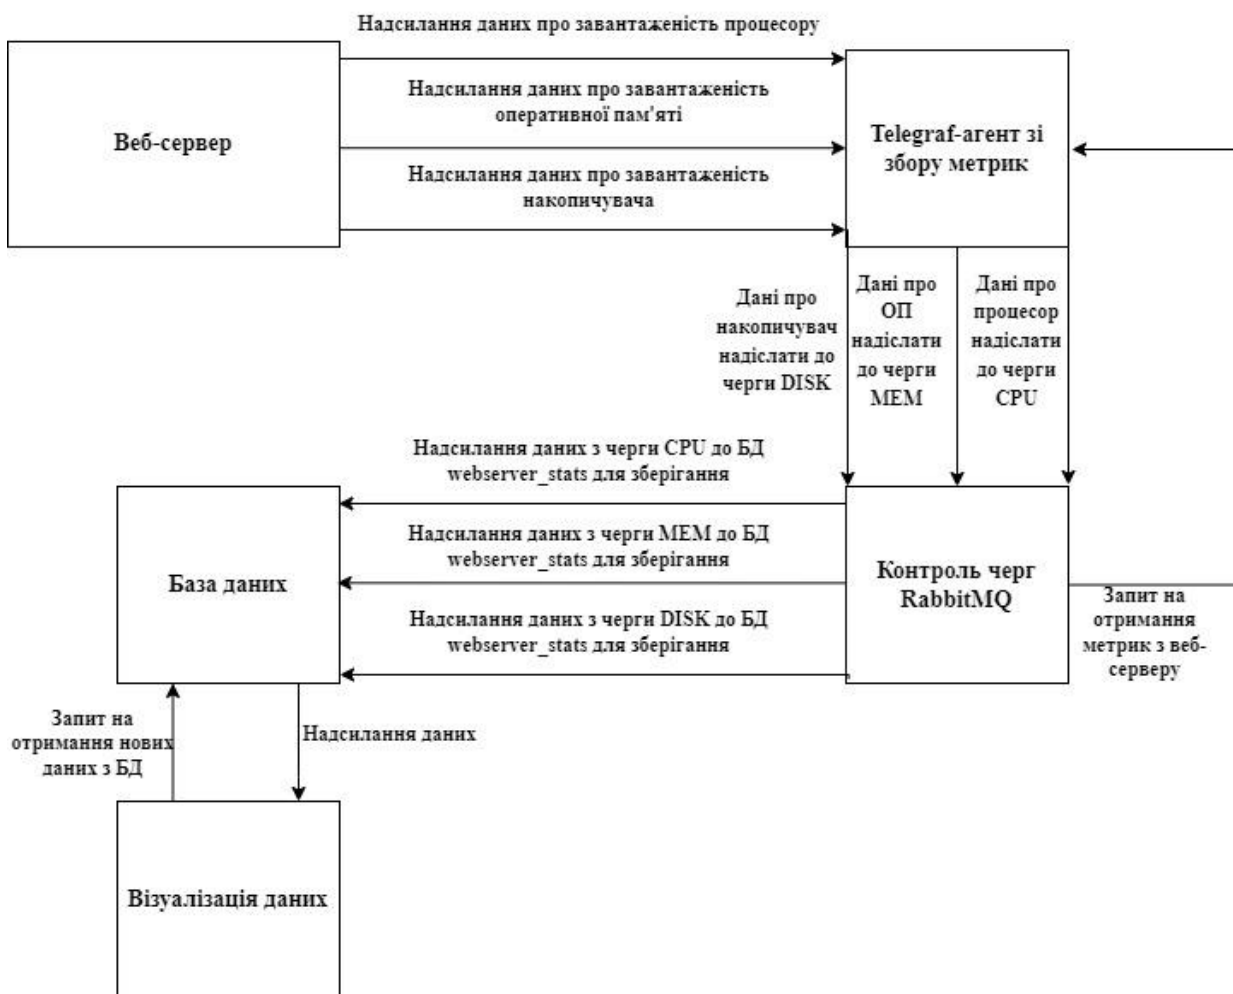 Надсилання даних про завантаженість процесору
Веб-сервер
Надсилання даних про завантаженість
оперативної пам'яті
Надсилання даних про завантаженість
накопичувача
Telegraf-агент зі
збору метрик
Дані про
накопичувач
надіслати до
черги DISK
Дані про
ОП
надіслати
до черги
MEM
Дані про
процесор
надіслати
до черги
CPU
Надсилання даних з черги CPU до БД
webserver_stats для зберігання
Надсилання даних з черги MEM до БД
webserver_stats для зберігання
Надсилання даних з черги DISK до БД
webserver_stats для зберігання
База даних
Контроль черг
RabbitMQ
Запит на
отримання
метрик з веб-
серверу
Запит на
отримання нових
даних з БД
Надсилання даних
Візуалізація даних